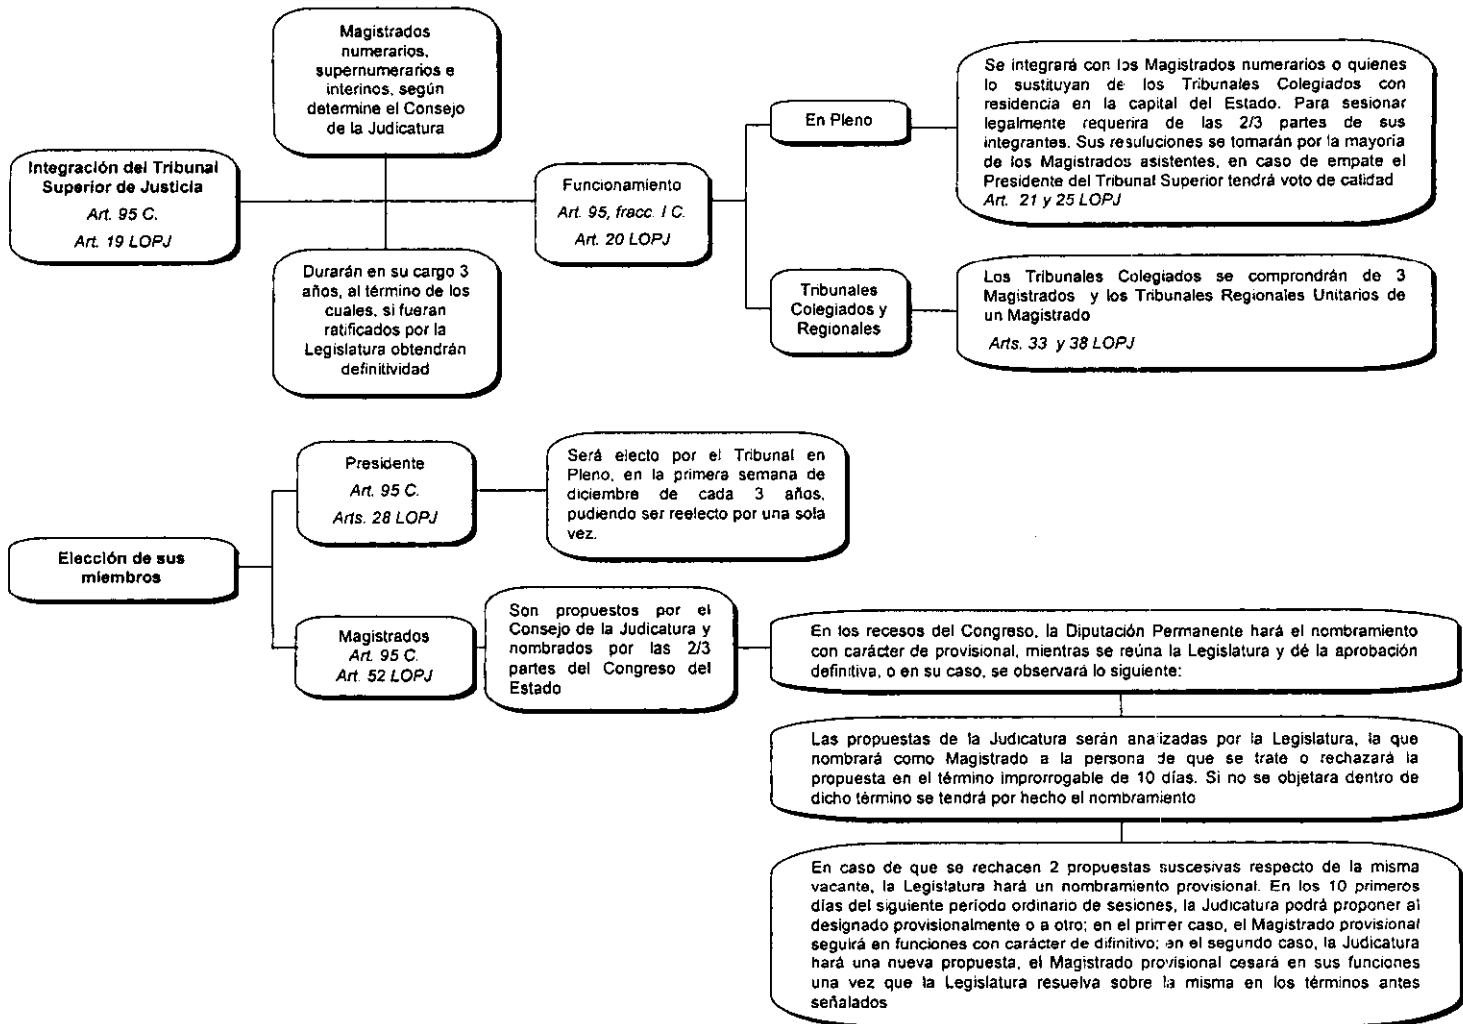 Magistrados
numerarios,
supernumerarios e
interinos, según
determine el Consejo
de la Judicatura
Integración del Tribunal
Superior de Justicia
Art. 95 C.
Art. 19 LOPJ
Durarán en su cargo 3
años, al término de los
cuales, si fueran
ratificados por la
Legislatura obtendrán
definitividad
Funcionamiento
Art. 95, fracc. I C.
Art. 20 LOPJ
En Pleno
Se integrará con los Magistrados numerarios o quienes
lo sustituyan de los Tribunales Colegiados con
residencia en la capital del Estado. Para sesionar
legalmente requerira de las 2/3 partes de sus
integrantes. Sus resuluciones se tomarán por la mayoría
de los Magistrados asistentes, en caso de empate el
Presidente del Tribunal Superior tendrá voto de calidad
Art. 21 y 25 LOPJ
Tribunales
Colegiados y
Regionales
Los Tribunales Colegiados se comprondrán de 3
Magistrados y los Tribunales Regionales Unitarios de
un Magistrado
Arts. 33 y 38 LOPJ
Elección de sus
miembros
Presidente
Art. 95 C.
Arts. 28 LOPJ
Será electo por el Tribunal en
Pleno, en la primera semana de
diciembre de cada 3 años,
pudiendo ser reelecto por una sola
vez.
Magistrados
Art. 95 C.
Art. 52 LOPJ
Son propuestos por el
Consejo de la Judicatura y
nombrados por las 2/3
partes del Congreso del
Estado
En los recesos del Congreso, la Diputación Permanente hará el nombramiento
con carácter de provisional, mientras se reúna la Legislatura y dé la aprobación
definitiva, o en su caso, se observará lo siguiente:
Las propuestas de la Judicatura serán analizadas por la Legislatura, la que
nombrará como Magistrado a la persona de que se trate o rechazará la
propuesta en el término improrrogable de 10 días. Si no se objetara dentro de
dicho término se tendrá por hecho el nombramiento
En caso de que se rechacen 2 propuestas suscesivas respecto de la misma
vacante, la Legislatura hará un nombramiento provisional. En los 10 primeros
días del siguiente período ordinario de sesiones, la Judicatura podrá proponer al
designado provisionalmente o a otro; en el primer caso, el Magistrado provisional
seguirá en funciones con carácter de difinitivo; en el segundo caso, la Judicatura
hará una nueva propuesta, el Magistrado provisional cesará en sus funciones
una vez que la Legislatura resuelva sobre la misma en los términos antes
señalados